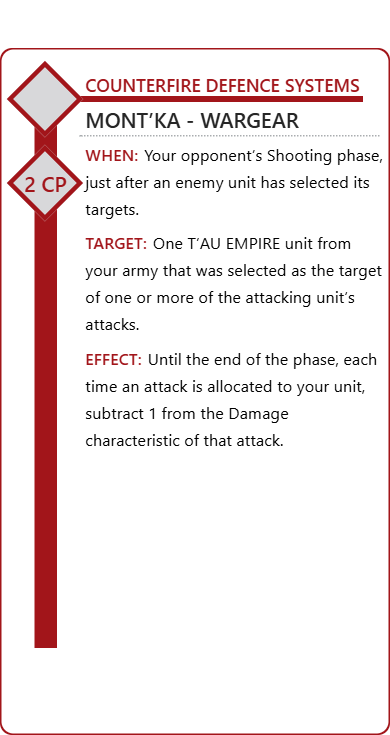 COUNTERFIRE DEFENCE SYSTEMS
MONT’KA - WARGEAR
2 CP
WHEN: Your opponent’s Shooting phase,
just after an enemy unit has selected its
targets.
TARGET: One T’AU EMPIRE unit from
your army that was selected as the target
of one or more of the attacking unit’s
attacks.
EFFECT: Until the end of the phase, each
time an attack is allocated to your unit,
subtract 1 from the Damage
characteristic of that attack.